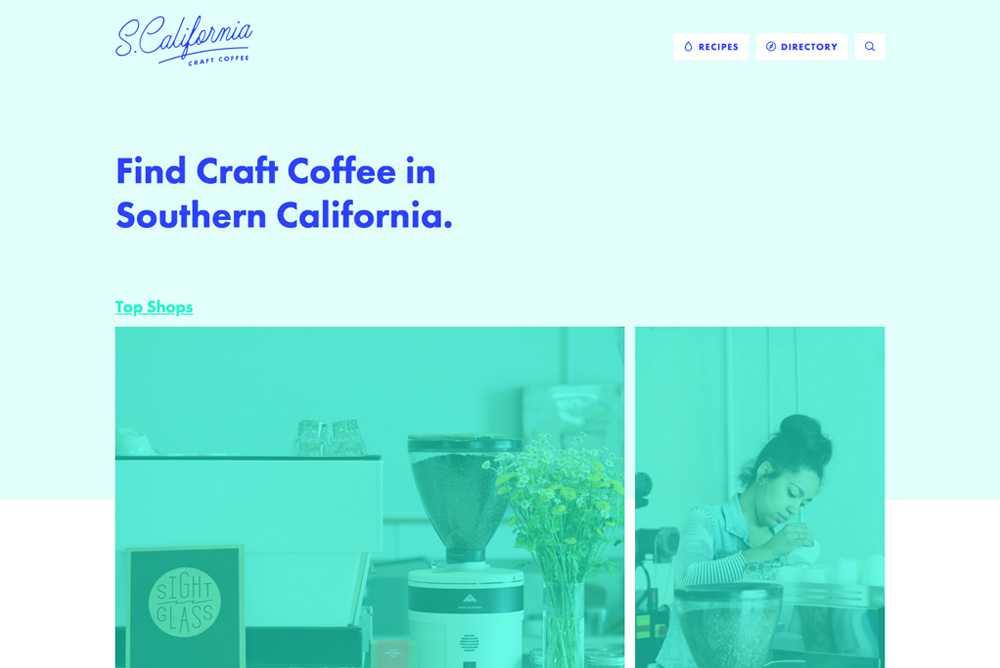 S. California
CRAFT COFFEE
RECIPES
DIRECTORY
Find Craft Coffee in
Southern California.
Top Shops
SIGHT
GLASS